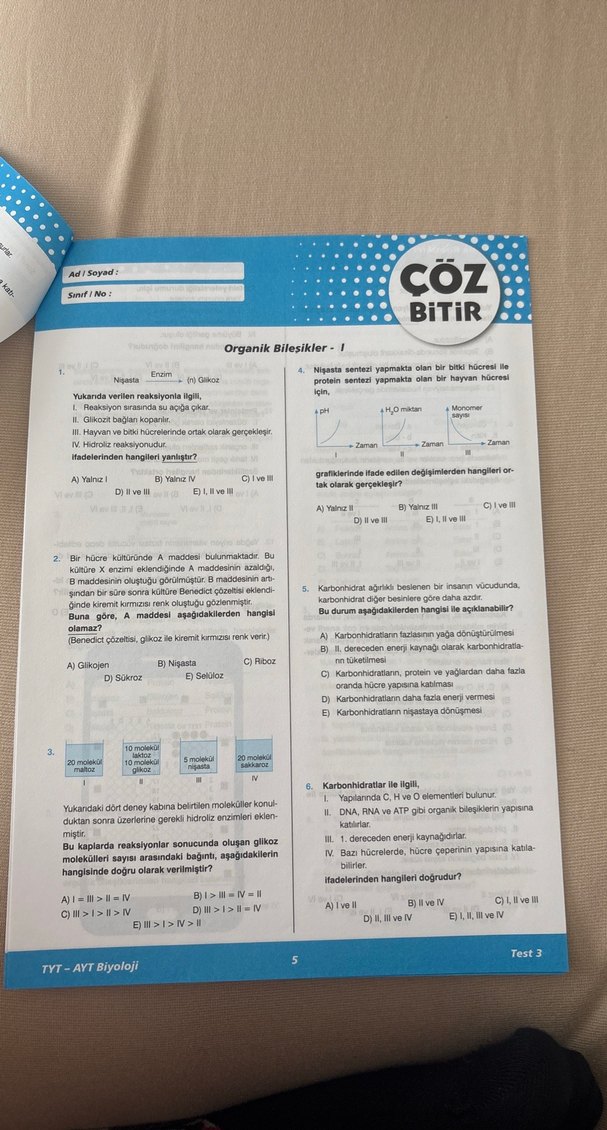 urlar.
a katı-
Ad / Soyad :
Sınıf / No :
ÇÖZ
BİTİR
Organik Bileşikler - I
1.
Enzim
Nişasta → (n) Glikoz
Yukarıda verilen reaksiyonla ilgili,
I. Reaksiyon sırasında su açığa çıkar.
II. Glikozit bağları koparılır.
III. Hayvan ve bitki hücrelerinde ortak olarak gerçekleşir.
IV. Hidroliz reaksiyonudur.
ifadelerinden hangileri yanlıştır?
A) Yalnız I B) Yalnız IV C) I ve III
D) II ve III E) I, II ve III
2. Bir hücre kültüründe A maddesi bulunmaktadır. Bu
kültüre X enzimi eklendiğinde A maddesinin azaldığı,
B maddesinin oluştuğu görülmüştür. B maddesinin artı-
şından bir süre sonra kültüre Benedict çözeltisi eklendi-
ğinde kiremit kırmızısı renk oluştuğu gözlenmiştir.
Buna göre, A maddesi aşağıdakilerden hangisi
olamaz?
(Benedict çözeltisi, glikoz ile kiremit kırmızısı renk verir.)
A) Glikojen B) Nişasta C) Riboz
D) Sükroz E) Selüloz
3.
20 molekül
maltoz
I
10 molekül
laktoz
10 molekül
glikoz
II
5 molekül
nişasta
III
20 molekül
sakkaroz
IV
Yukarıdaki dört deney kabına belirtilen moleküller konul-
duktan sonra üzerlerine gerekli hidroliz enzimleri eklen-
miştir.
Bu kaplarda reaksiyonlar sonucunda oluşan glikoz
molekülleri sayısı arasındaki bağıntı, aşağıdakilerin
hangisinde doğru olarak verilmiştir?
A) I = III > II = IV B) I > III = IV = II
C) III > I > II > IV D) III > I > II = IV
E) III > I > IV > II
4. Nişasta sentezi yapmakta olan bir bitki hücresi ile
protein sentezi yapmakta olan bir hayvan hücresi
için,
pH
Zaman
I
H₂O miktarı
Zaman
II
Monomer
sayısı
Zaman
III
grafiklerinde ifade edilen değişimlerden hangileri or-
tak olarak gerçekleşir?
A) Yalnız II B) Yalnız III C) I ve III
D) II ve III E) I, II ve III
5. Karbonhidrat ağırlıklı beslenen bir insanın vücudunda,
karbonhidrat diğer besinlere göre daha azdır.
Bu durum aşağıdakilerden hangisi ile açıklanabilir?
A) Karbonhidratların fazlasının yağa dönüştürülmesi
B) II. dereceden enerji kaynağı olarak karbonhidratla-
rın tüketilmesi
C) Karbonhidratların, protein ve yağlardan daha fazla
oranda hücre yapısına katılması
D) Karbonhidratların daha fazla enerji vermesi
E) Karbonhidratların nişastaya dönüşmesi
6. Karbonhidratlar ile ilgili,
I. Yapılarında C, H ve O elementleri bulunur.
II. DNA, RNA ve ATP gibi organik bileşiklerin yapısına
katılırlar.
III. 1. dereceden enerji kaynağıdırlar.
IV. Bazı hücrelerde, hücre çeperinin yapısına katıla-
bilirler.
ifadelerinden hangileri doğrudur?
A) I ve II B) II ve IV C) I, II ve III
D) II, III ve IV E) I, II, III ve IV
TYT – AYT Biyoloji
5
Test 3